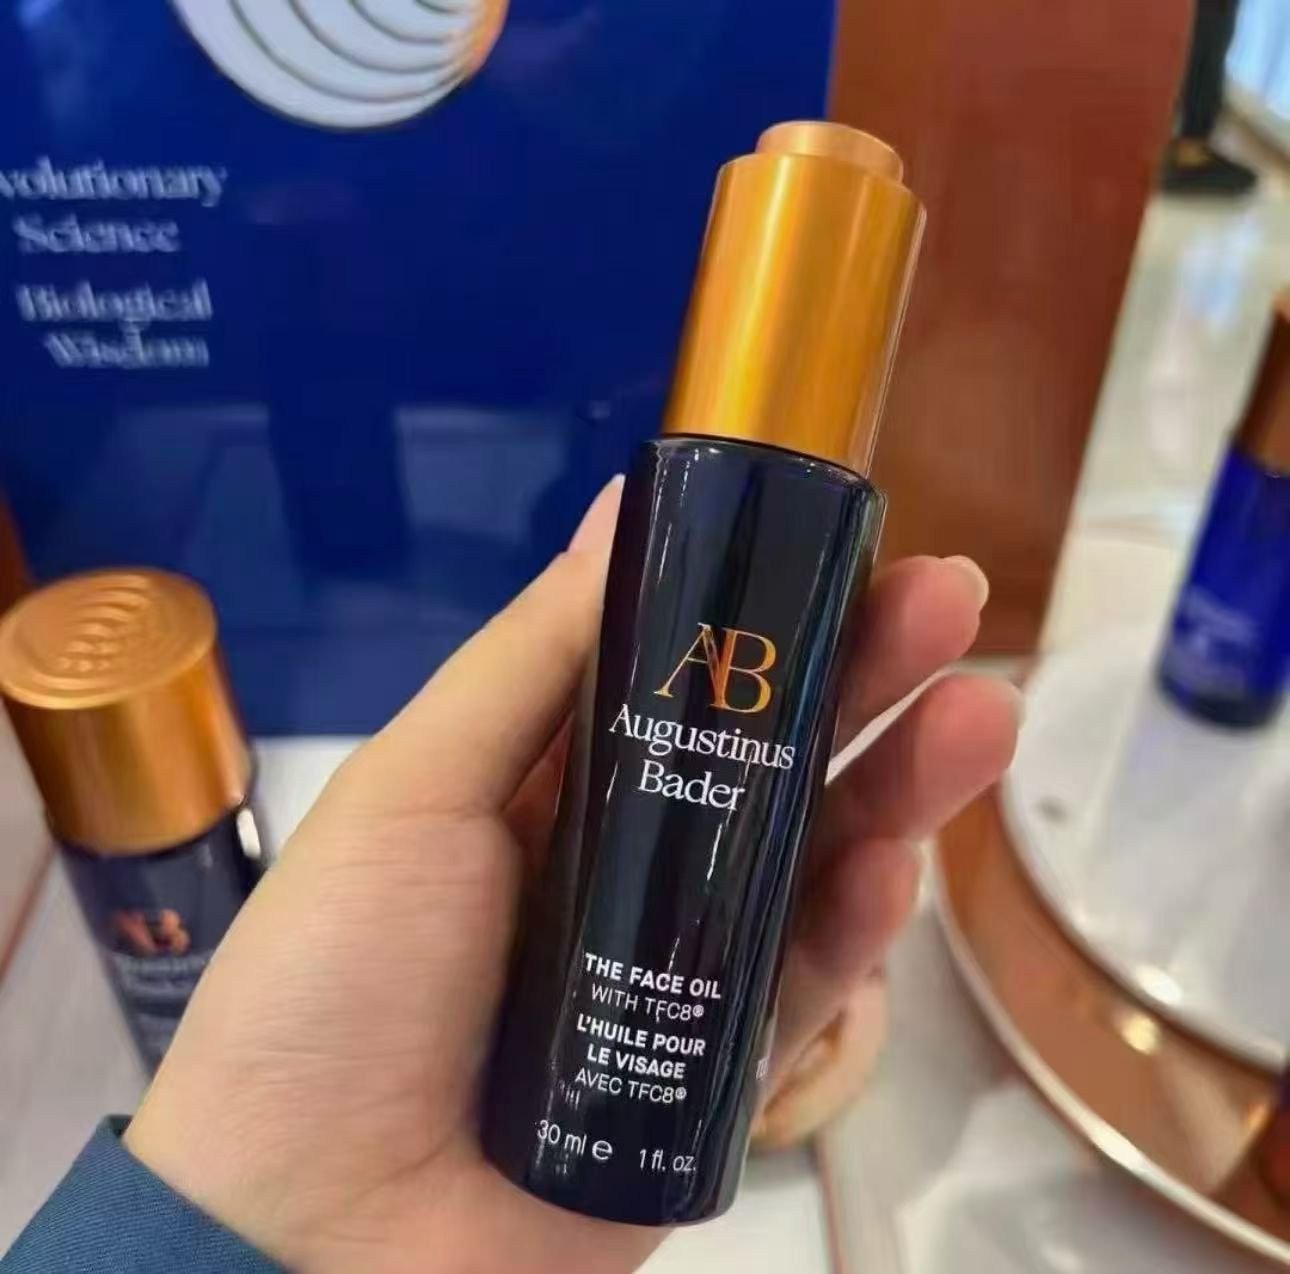 volutionary
Science
Biological
Wisdom
AB
Augustinus
Bader
THE FACE OIL
WITH TFC8®
L'HUILE POUR
LE VISAGE
AVEC TFC8®
30 ml e 1 fl. oz.
AB